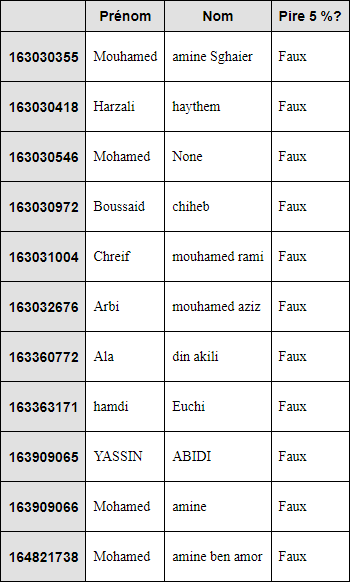 Prénom Nom Pire 5 %?
163030355 Mouhamed amine Sghaier Faux
163030418 Harzali haythem Faux
163030546 Mohamed None Faux
163030972 Boussaid chiheb Faux
163031004 Chreif mouhamed rami Faux
163032676 Arbi mouhamed aziz Faux
163360772 Ala din akili Faux
163363171 hamdi Euchi Faux
163909065 YASSIN ABIDI Faux
163909066 Mohamed amine Faux
164821738 Mohamed amine ben amor Faux